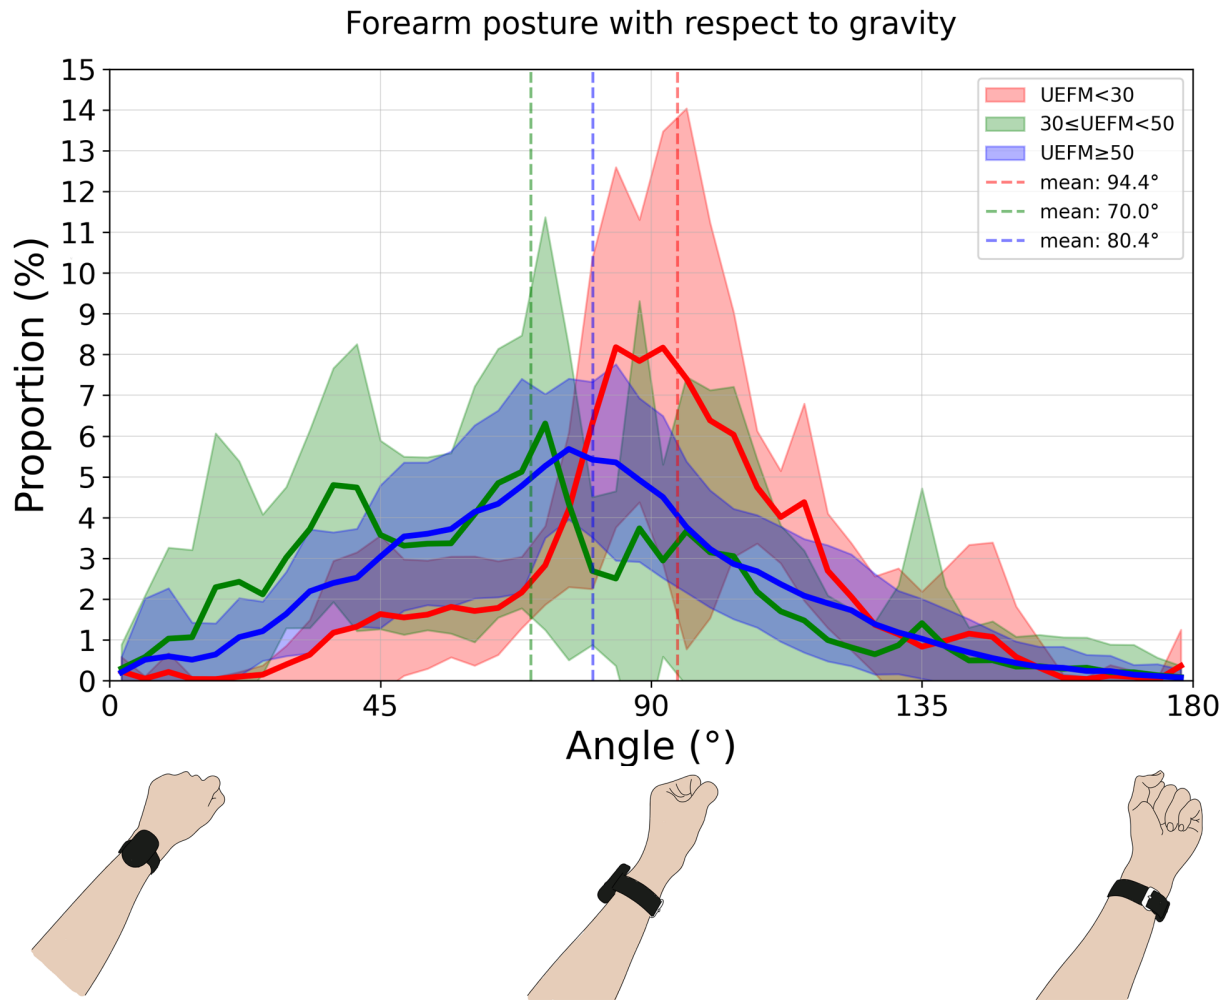 Forearm posture with respect to gravity
15
14
13
12
11
10
9
8
7
6
5
4
3
2
1
0
Proportion (%)
UEFM<30
30≤UEFM<50
UEFM≥50
mean: 94.4°
mean: 70.0°
mean: 80.4°
0 45 90 135 180
Angle (°)